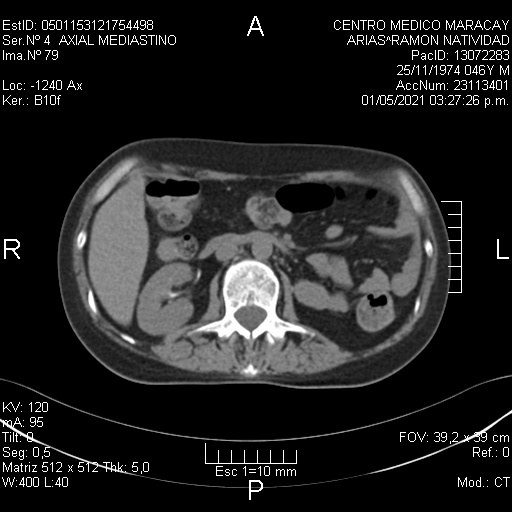 EstID: 0501153121754498
Ser.Nº 4 AXIAL MEDIASTINO
Ima.Nº 79
Loc: -1240 Ax
Ker.: B10f
A
CENTRO MEDICO MARACAY
ARIAS^RAMON NATIVIDAD
PacID: 13072283
25/11/1974 046Y M
AccNum: 23113401
01/05/2021 03:27:26 p.m.
R
L
KV: 120
mA: 95
Tilt: 0
Seg: 0,5
Matriz 512 x 512 Thk: 5,0
W:400 L:40
Esc 1=10 mm
P
FOV: 39,2 x 39 cm
Ref.: 0
Mod.: CT